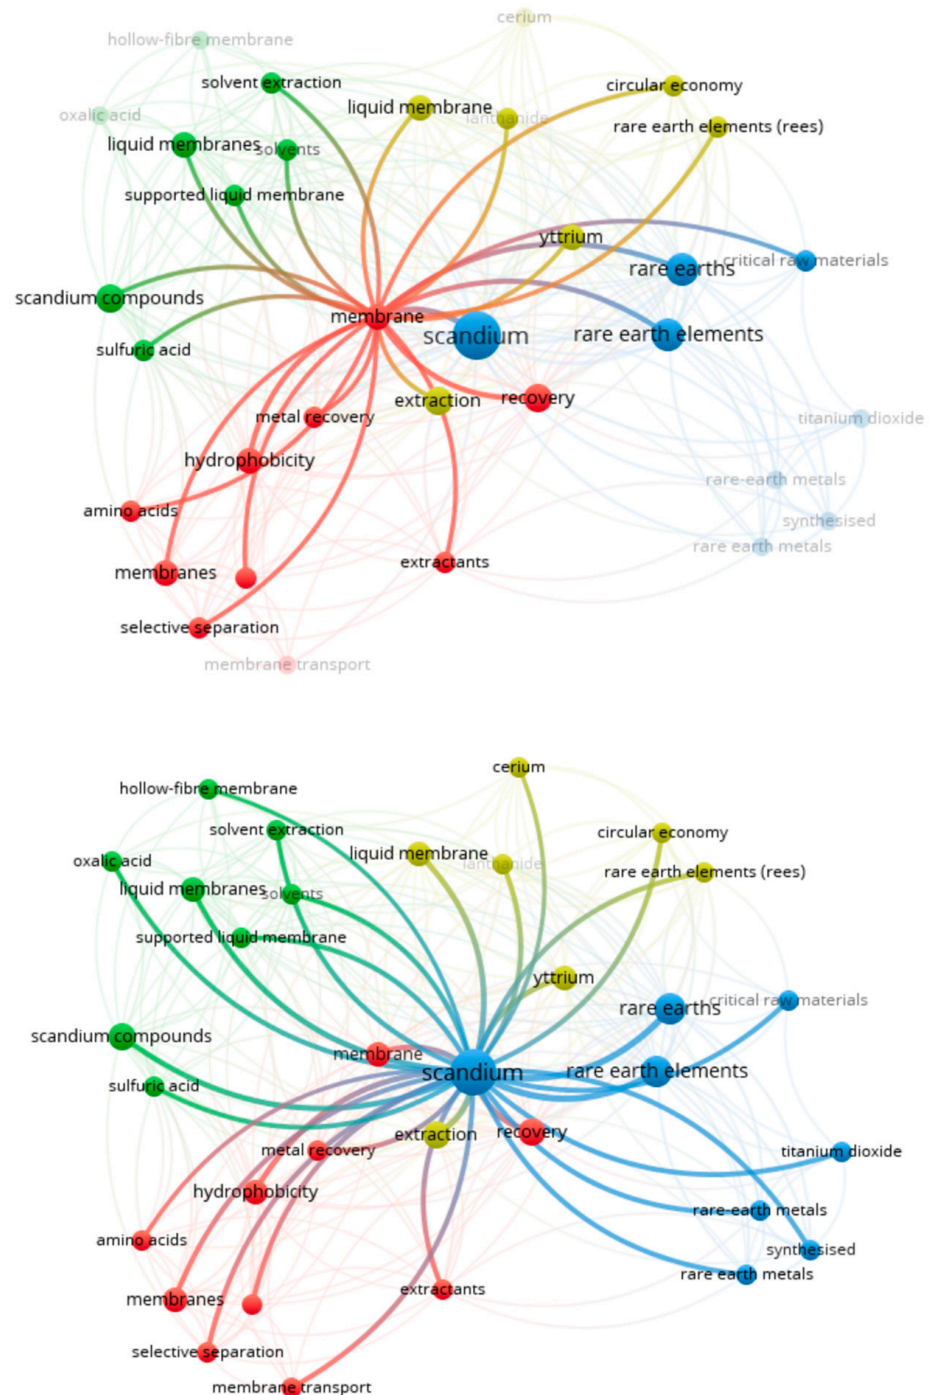 cerium
hollow-fibre membrane
solvent extraction
circular economy
liquid membrane
oxalic acid
lanthanide
rare earth elements (rees)
liquid membranes
solvents
supported liquid membrane
yttrium
critical raw materials
rare earths
scandium compounds
membrane
scandium
rare earth elements
sulfuric acid
extraction
recovery
metal recovery
titanium dioxide
hydrophobicity
rare-earth metals
amino acids
synthesised
rare earth metals
extractants
membranes
selective separation
membrane transport
cerium
hollow-fibre membrane
solvent extraction
circular economy
liquid membrane
oxalic acid
lanthanide
rare earth elements (rees)
liquid membranes
solvents
supported liquid membrane
yttrium
critical raw materials
rare earths
scandium compounds
membrane
scandium
rare earth elements
sulfuric acid
extraction
recovery
metal recovery
titanium dioxide
hydrophobicity
rare-earth metals
amino acids
synthesised
rare earth metals
extractants
membranes
selective separation
membrane transport